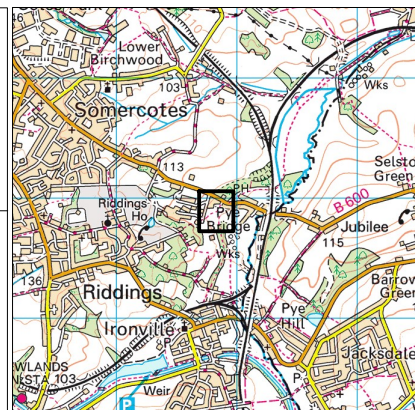 46
Lower
Birchwood
103
Wks
Somercotes
113
Selston
Green
PH
B 600
Riddings
Ho
Pye
Bridge
Jubilee
115
Wks
136
Barrow
Green
Riddings
Pye
Hill
Ironville
Jacksdale
P
WLANDS
103
Weir
P
P